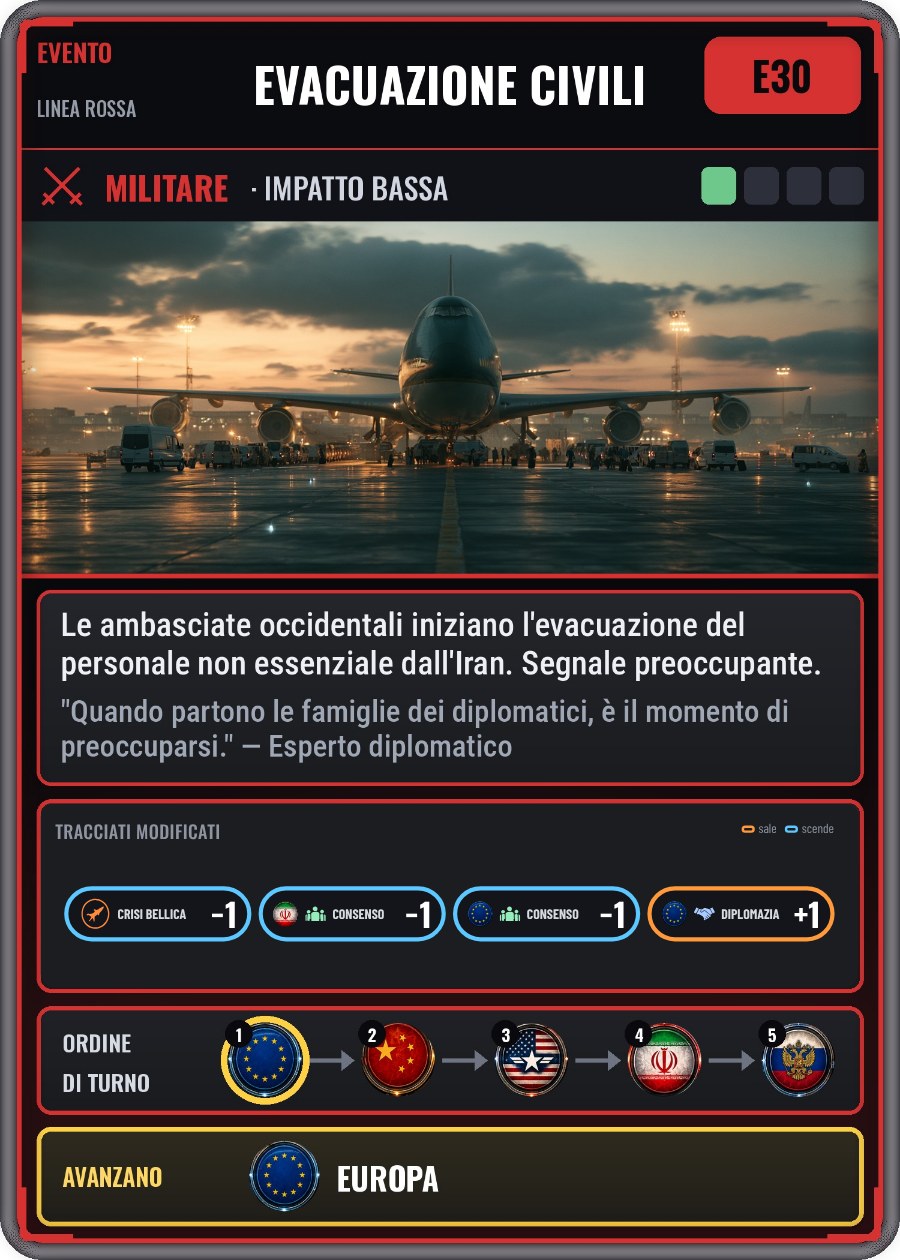 EVENTO
LINEA ROSSA
EVACUAZIONE CIVILI
E30
MILITARE · IMPATTO BASSA
Le ambasciate occidentali iniziano l'evacuazione del
personale non essenziale dall'Iran. Segnale preoccupante.
"Quando partono le famiglie dei diplomatici, è il momento di
preoccuparsi." — Esperto diplomatico
TRACCIATI MODIFICATI
sale scende
CRISI BELLICA -1
CONSENSO -1
CONSENSO -1
DIPLOMAZIA +1
ORDINE
DI TURNO
1 2 3 4 5
AVANZANO
EUROPA